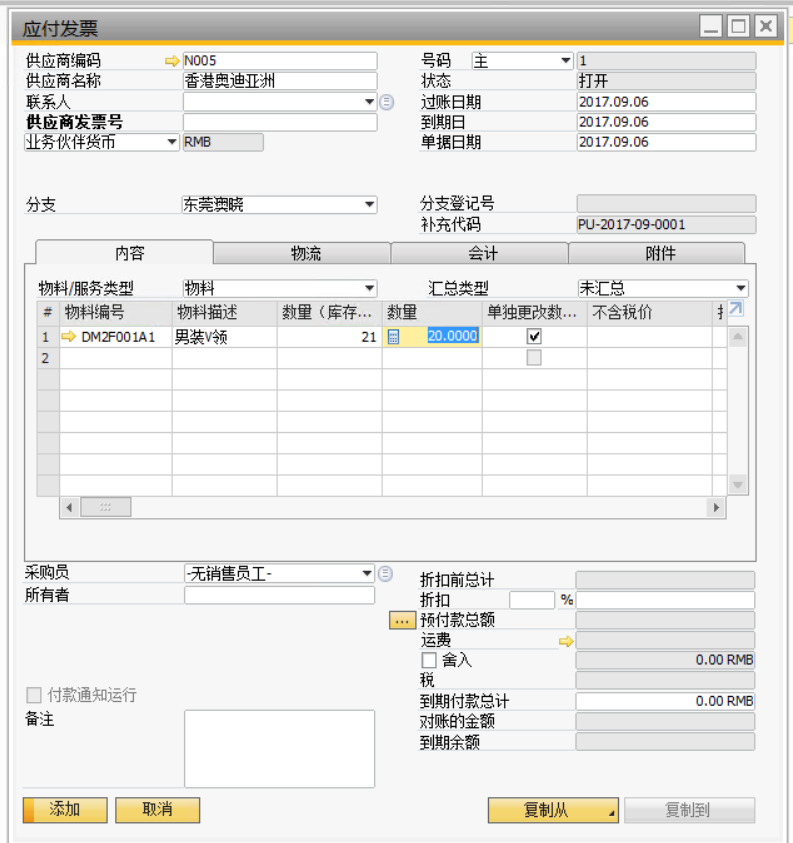 应付发票
供应商编码 N005 号码 主 1
供应商名称 香港奥迪亚洲 状态 打开
联系人 过账日期 2017.09.06
供应商发票号 到期日 2017.09.06
业务伙伴货币 RMB 单据日期 2017.09.06
分支 东莞奥晓 分支登记号
补充代码 PU-2017-09-0001
内容 物流 会计 附件
物料/服务类型 物料 汇总类型 未汇总
# 物料编号 物料描述 数量（库存... 数量 单独更改数... 不含税价
1 DM2F001A1 男装V领 21 20.0000
2
采购员 -无销售员工- 折扣前总计
所有者 折扣 %
... 预付款总额
运费
舍入 0.00 RMB
税
付款通知运行 到期付款总计 0.00 RMB
备注 对账的金额
到期余额
添加 取消 复制从 复制到